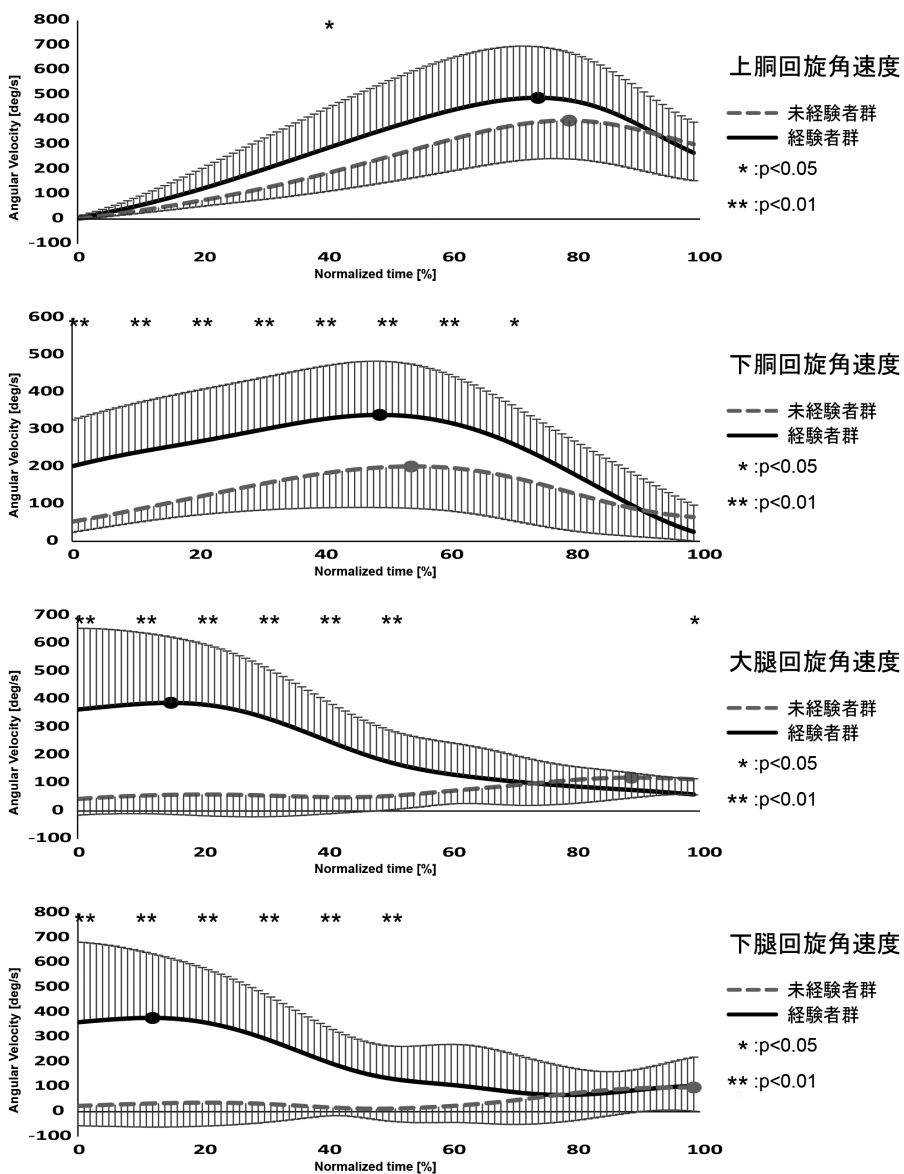 *
800
700
600
500
400
300
200
100
0
-100
Angular Velocity [deg/s]
0 20 40 60 80 100
Normalized time [%]
上胴回旋角速度
未経験者群
経験者群
* :p<0.05
** :p<0.01
** ** ** ** ** ** ** *
600
500
400
300
200
100
0
Angular Velocity [deg/s]
0 20 40 60 80 100
Normalized time [%]
下胴回旋角速度
未経験者群
経験者群
* :p<0.05
** :p<0.01
** ** ** ** ** ** *
700
600
500
400
300
200
100
0
-100
Angular Velocity [deg/s]
0 20 40 60 80 100
Normalized time [%]
大腿回旋角速度
未経験者群
経験者群
* :p<0.05
** :p<0.01
** ** ** ** ** **
800
700
600
500
400
300
200
100
0
-100
Angular Velocity [deg/s]
0 20 40 60 80 100
Normalized time [%]
下腿回旋角速度
未経験者群
経験者群
* :p<0.05
** :p<0.01